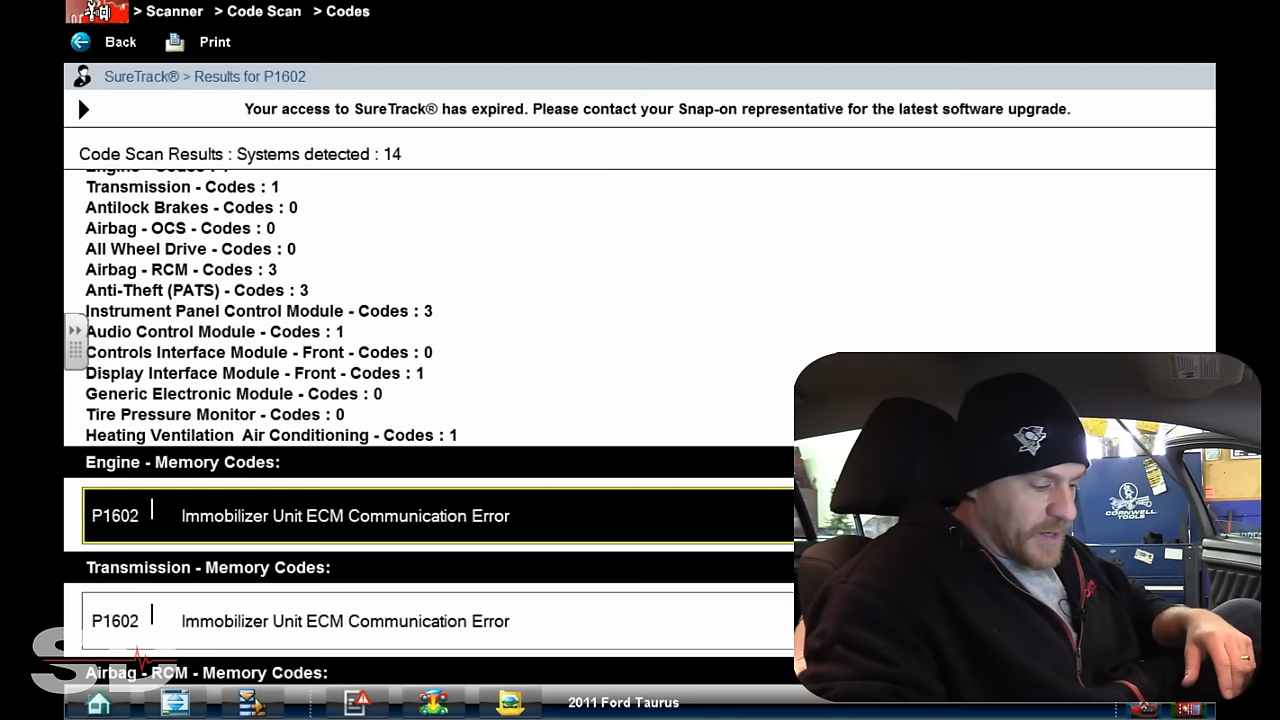 > Scanner > Code Scan > Codes
Back Print
SureTrack® > Results for P1602
Your access to SureTrack® has expired. Please contact your Snap-on representative for the latest software upgrade.
Code Scan Results : Systems detected : 14
Transmission - Codes : 1
Antilock Brakes - Codes : 0
Airbag - OCS - Codes : 0
All Wheel Drive - Codes : 0
Airbag - RCM - Codes : 3
Anti-Theft (PATS) - Codes : 3
Instrument Panel Control Module - Codes : 3
Audio Control Module - Codes : 1
Controls Interface Module - Front - Codes : 0
Display Interface Module - Front - Codes : 1
Generic Electronic Module - Codes : 0
Tire Pressure Monitor - Codes : 0
Heating Ventilation Air Conditioning - Codes : 1
Engine - Memory Codes:
P1602 Immobilizer Unit ECM Communication Error
Transmission - Memory Codes:
P1602 Immobilizer Unit ECM Communication Error
Airbag - RCM - Memory Codes:
2011 Ford Taurus
CORNWELL
TOOLS
SD